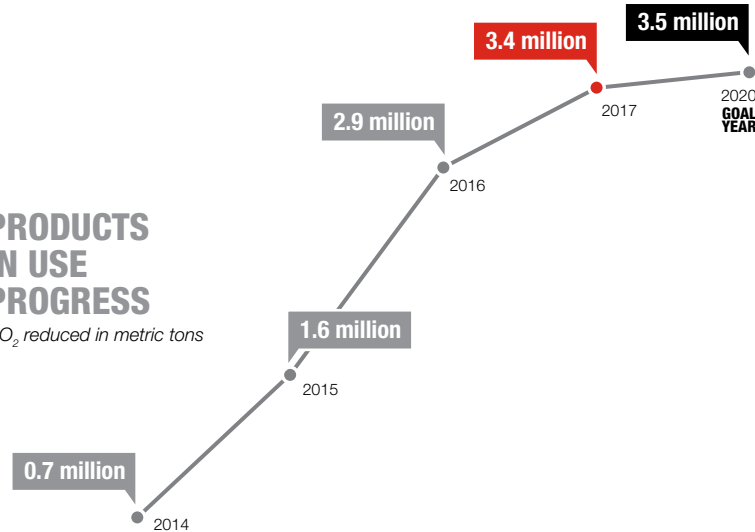 3.5 million
3.4 million
2020
GOAL
YEAR
2017
2.9 million
2016
PRODUCTS
N USE
PROGRESS
O₂ reduced in metric tons
1.6 million
2015
0.7 million
2014